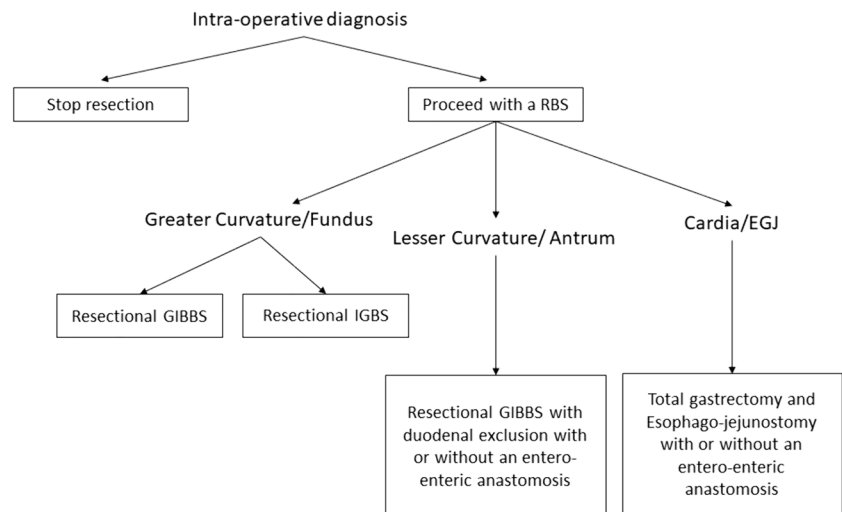 Intra-operative diagnosis
Stop resection
Proceed with a RBS
Greater Curvature/Fundus
Lesser Curvature/ Antrum
Cardia/EGJ
Resectional GIBBS
Resectional IGBS
Resectional GIBBS with
duodenal exclusion with
or without an entero-
enteric anastomosis
Total gastrectomy and
Esophago-jejunostomy
with or without an
entero-enteric
anastomosis